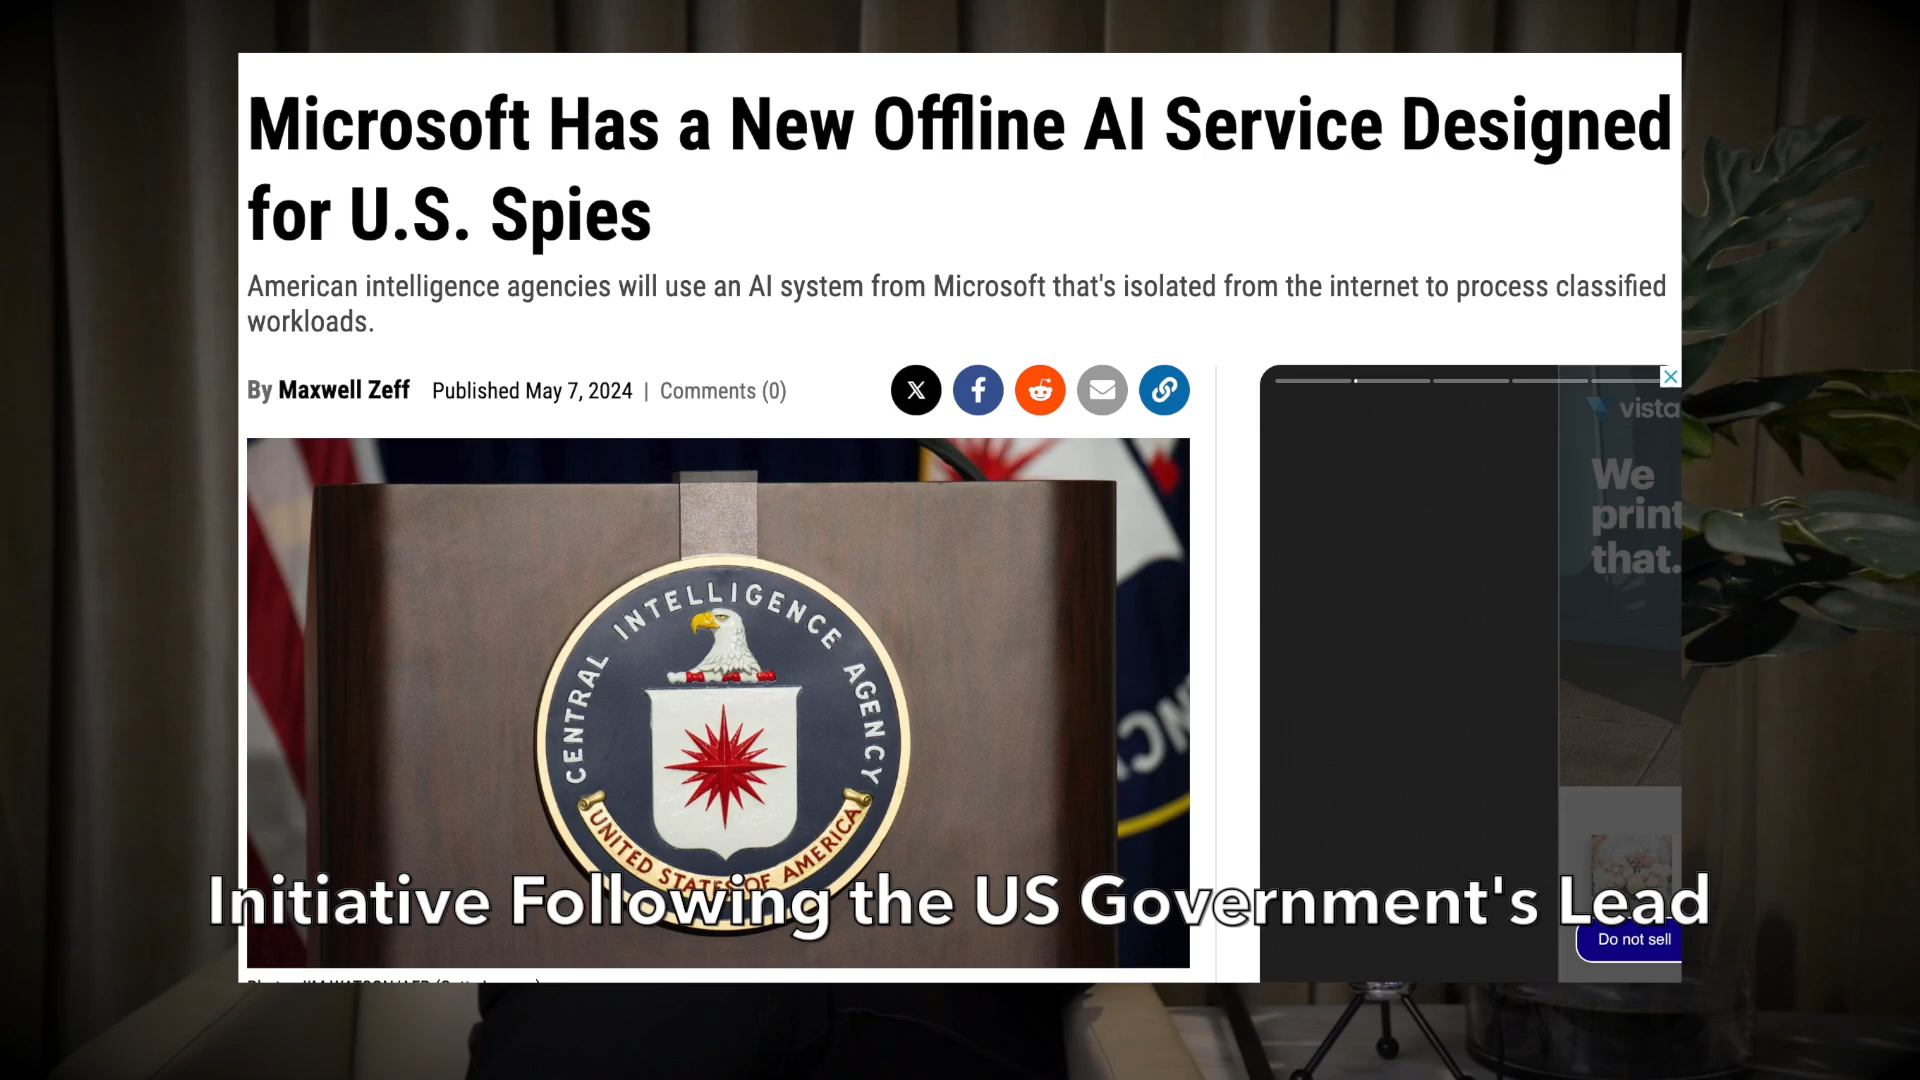 Microsoft Has a New Offline AI Service Designed
for U.S. Spies
American intelligence agencies will use an AI system from Microsoft that's isolated from the internet to process classified
workloads.
By Maxwell Zeff Published May 7, 2024 | Comments (0)
vista
We
print
that.
CENTRAL INTELLIGENCE AGENCY
UNITED STATES OF AMERICA
Initiative Following the US Government's Lead
Do not sell